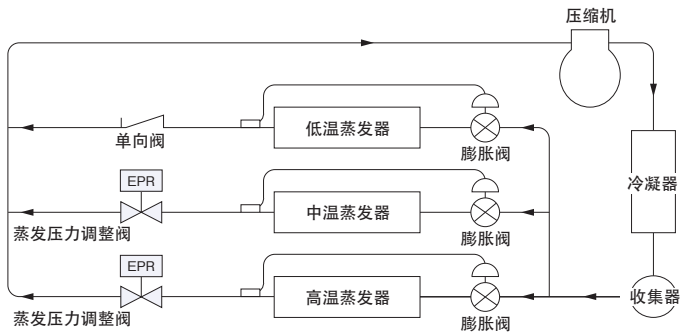 压缩机
低温蒸发器
单向阀
膨胀阀
冷凝器
EPR
中温蒸发器
蒸发压力调整阀
膨胀阀
EPR
高温蒸发器
收集器
蒸发压力调整阀
膨胀阀